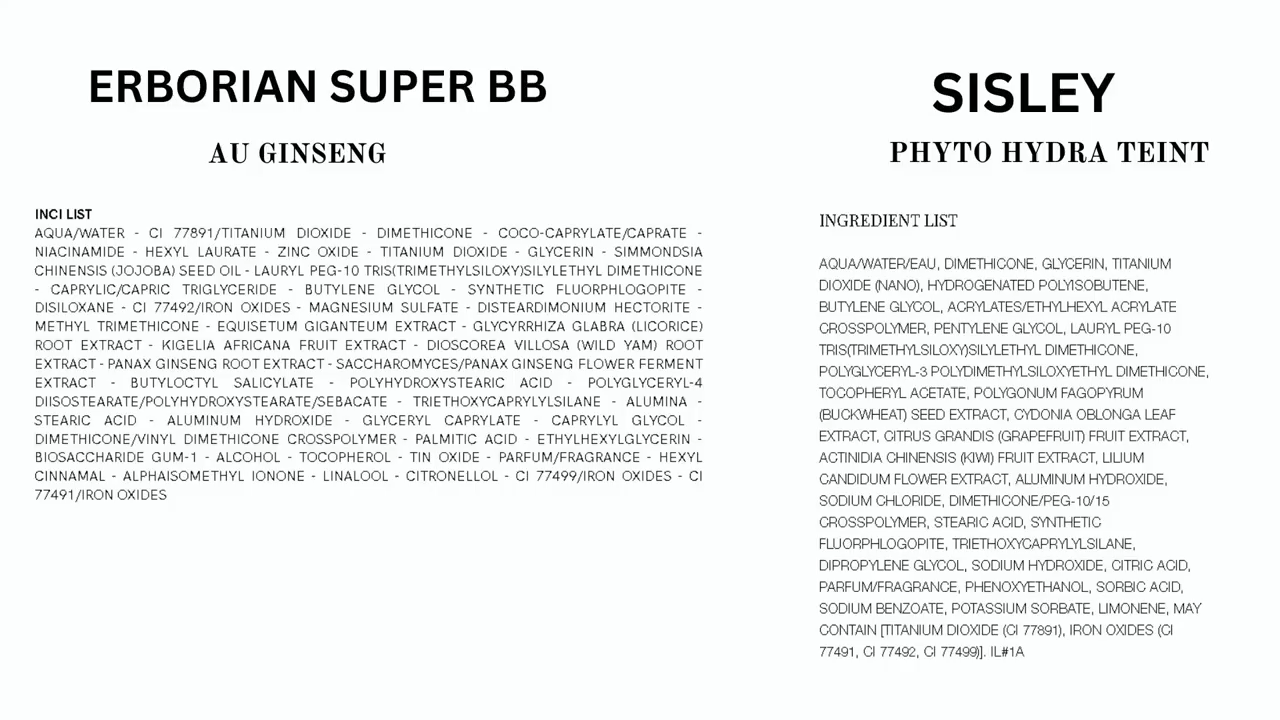 ERBORIAN SUPER BB
AU GINSENG
INCI LIST
AQUA/WATER - CI 77891/TITANIUM DIOXIDE - DIMETHICONE - COCO-CAPRYLATE/CAPRATE -
NIACINAMIDE - HEXYL LAURATE - ZINC OXIDE - TITANIUM DIOXIDE - GLYCERIN - SIMMONDSIA
CHINENSIS (JOJOBA) SEED OIL - LAURYL PEG-10 TRIS(TRIMETHYLSILOXY)SILYLETHYL DIMETHICONE
- CAPRYLIC/CAPRIC TRIGLYCERIDE - BUTYLENE GLYCOL - SYNTHETIC FLUORPHLOGOPITE -
DISILOXANE - CI 77492/IRON OXIDES - MAGNESIUM SULFATE - DISTEARDIMONIUM HECTORITE -
METHYL TRIMETHICONE - EQUISETUM GIGANTEUM EXTRACT - GLYCYRRHIZA GLABRA (LICORICE)
ROOT EXTRACT - KIGELIA AFRICANA FRUIT EXTRACT - DIOSCOREA VILLOSA (WILD YAM) ROOT
EXTRACT - PANAX GINSENG ROOT EXTRACT - SACCHAROMYCES/PANAX GINSENG FLOWER FERMENT
EXTRACT - BUTYLOCTYL SALICYLATE - POLYHYDROXYSTEARIC ACID - POLYGLYCERYL-4
DIISOSTEARATE/POLYHYDROXYSTEARATE/SEBACATE - TRIETHOXYCAPRYLYLSILANE - ALUMINA -
STEARIC ACID - ALUMINUM HYDROXIDE - GLYCERYL CAPRYLATE - CAPRYLYL GLYCOL -
DIMETHICONE/VINYL DIMETHICONE CROSSPOLYMER - PALMITIC ACID - ETHYLHEXYLGLYCERIN -
BIOSACCHARIDE GUM-1 - ALCOHOL - TOCOPHEROL - TIN OXIDE - PARFUM/FRAGRANCE - HEXYL
CINNAMAL - ALPHAISOMETHYL IONONE - LINALOOL - CITRONELLOL - CI 77499/IRON OXIDES - CI
77491/IRON OXIDES
SISLEY
PHYTO HYDRA TEINT
INGREDIENT LIST
AQUA/WATER/EAU, DIMETHICONE, GLYCERIN, TITANIUM
DIOXIDE (NANO), HYDROGENATED POLYISOBUTENE,
BUTYLENE GLYCOL, ACRYLATES/ETHYLHEXYL ACRYLATE
CROSSPOLYMER, PENTYLENE GLYCOL, LAURYL PEG-10
TRIS(TRIMETHYLSILOXY)SILYLETHYL DIMETHICONE,
POLYGLYCERYL-3 POLYDIMETHYLSILOXYETHYL DIMETHICONE,
TOCOPHERYL ACETATE, POLYGONUM FAGOPYRUM
(BUCKWHEAT) SEED EXTRACT, CYDONIA OBLONGA LEAF
EXTRACT, CITRUS GRANDIS (GRAPEFRUIT) FRUIT EXTRACT,
ACTINIDIA CHINENSIS (KIWI) FRUIT EXTRACT, LILIUM
CANDIDUM FLOWER EXTRACT, ALUMINUM HYDROXIDE,
SODIUM CHLORIDE, DIMETHICONE/PEG-10/15
CROSSPOLYMER, STEARIC ACID, SYNTHETIC
FLUORPHLOGOPITE, TRIETHOXYCAPRYLYLSILANE,
DIPROPYLENE GLYCOL, SODIUM HYDROXIDE, CITRIC ACID,
PARFUM/FRAGRANCE, PHENOXYETHANOL, SORBIC ACID,
SODIUM BENZOATE, POTASSIUM SORBATE, LIMONENE, MAY
CONTAIN [TITANIUM DIOXIDE (CI 77891), IRON OXIDES (CI
77491, CI 77492, CI 77499)]. IL#1A